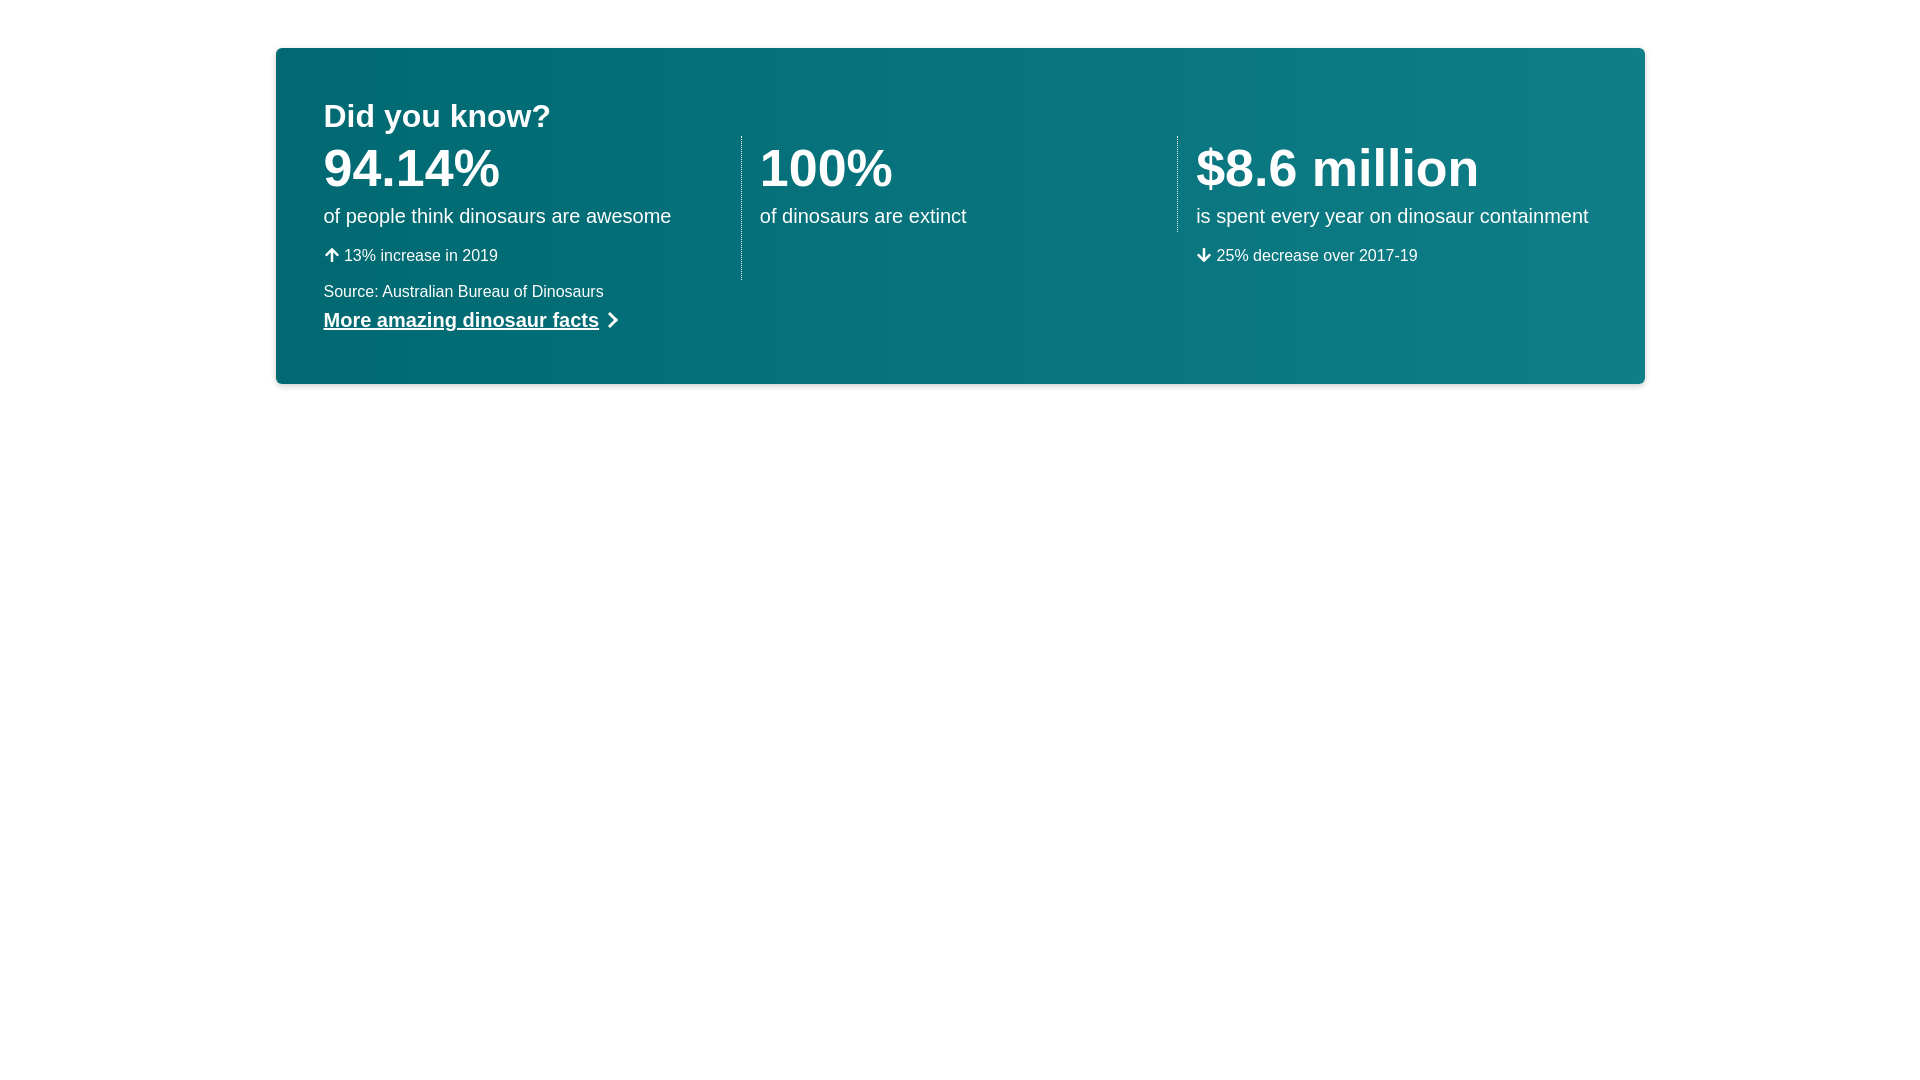 Did you know?
94.14%
of people think dinosaurs are awesome
13% increase in 2019
100%
of dinosaurs are extinct
$8.6 million
is spent every year on dinosaur containment
25% decrease over 2017-19
Source: Australian Bureau of Dinosaurs
More amazing dinosaur facts